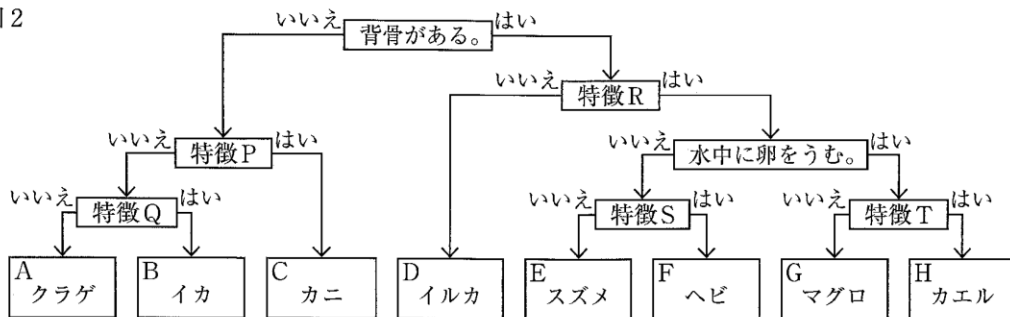 図2
いいえ 背骨がある。 はい
いいえ 特徴R はい
いいえ 特徴P はい
いいえ 水中に卵をうむ。 はい
いいえ 特徴Q はい
いいえ 特徴S はい
いいえ 特徴T はい
A クラゲ
B イカ
C カニ
D イルカ
E スズメ
F ヘビ
G マグロ
H カエル